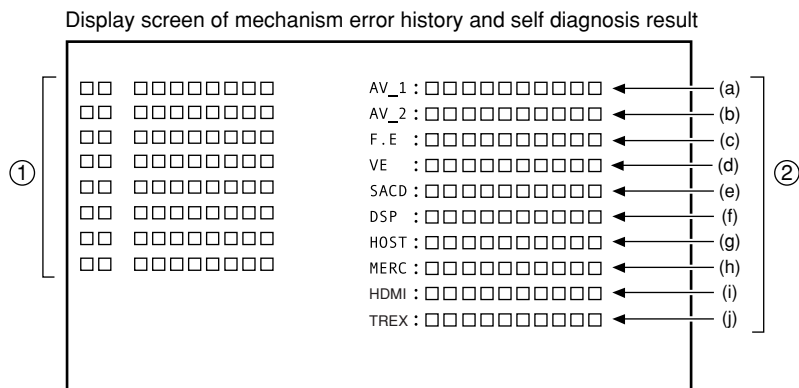 Display screen of mechanism error history and self diagnosis result
□□ □□□□□□□□ AV_1 : □□□□□□□□□□ (a)
□□ □□□□□□□□ AV_2 : □□□□□□□□□□ (b)
□□ □□□□□□□□ F.E : □□□□□□□□□□ (c)
① □□ □□□□□□□□ VE : □□□□□□□□□□ (d) ②
□□ □□□□□□□□ SACD : □□□□□□□□□□ (e)
□□ □□□□□□□□ DSP : □□□□□□□□□□ (f)
□□ □□□□□□□□ HOST : □□□□□□□□□□ (g)
□□ □□□□□□□□ MERC : □□□□□□□□□□ (h)
HDMI : □□□□□□□□□□ (i)
TREX : □□□□□□□□□□ (j)